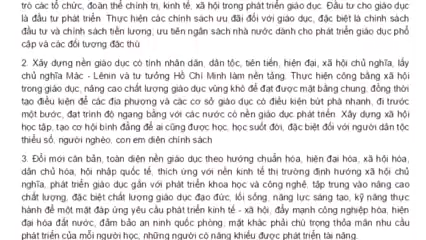 trò các tổ chức, đoàn thể chính trị, kinh tế, xã hội trong phát triển giáo dục. Đầu tư cho giáo dục
là đầu tư phát triển. Thực hiện các chính sách ưu đãi đối với giáo dục, đặc biệt là chính sách
đầu tư và chính sách tiền lương, ưu tiên ngân sách nhà nước dành cho phát triển giáo dục phổ
cập và các đối tượng đặc thù
2. Xây dựng nền giáo dục có tính nhân dân, dân tộc, tiên tiến, hiện đại, xã hội chủ nghĩa, lấy
chủ nghĩa Mác - Lênin và tư tưởng Hồ Chí Minh làm nền tảng. Thực hiện công bằng xã hội
trong giáo dục, nâng cao chất lượng giáo dục vùng khó để đạt được mặt bằng chung, đồng thời
tạo điều kiện để các địa phương và các cơ sở giáo dục có điều kiện bứt phá nhanh, đi trước
một bước, đạt trình độ ngang bằng với các nước có nền giáo dục phát triển. Xây dựng xã hội
học tập, tạo cơ hội bình đẳng để ai cũng được học, học suốt đời, đặc biệt đối với người dân tộc
thiểu số, người nghèo, con em diện chính sách
3. Đổi mới căn bản, toàn diện nền giáo dục theo hướng chuẩn hóa, hiện đại hóa, xã hội hóa,
dân chủ hóa, hội nhập quốc tế, thích ứng với nền kinh tế thị trường định hướng xã hội chủ
nghĩa, phát triển giáo dục gắn với phát triển khoa học và công nghệ, tập trung vào nâng cao
chất lượng, đặc biệt chất lượng giáo dục đạo đức, lối sống, năng lực sáng tạo, kỹ năng thực
hành để một mặt đáp ứng yêu cầu phát triển kinh tế - xã hội, đẩy mạnh công nghiệp hóa, hiện
đại hóa đất nước, đảm bảo an ninh quốc phòng, mặt khác phải chú trọng thỏa mãn nhu cầu
phát triển của mỗi người học, những người có năng khiếu được phát triển tài năng.